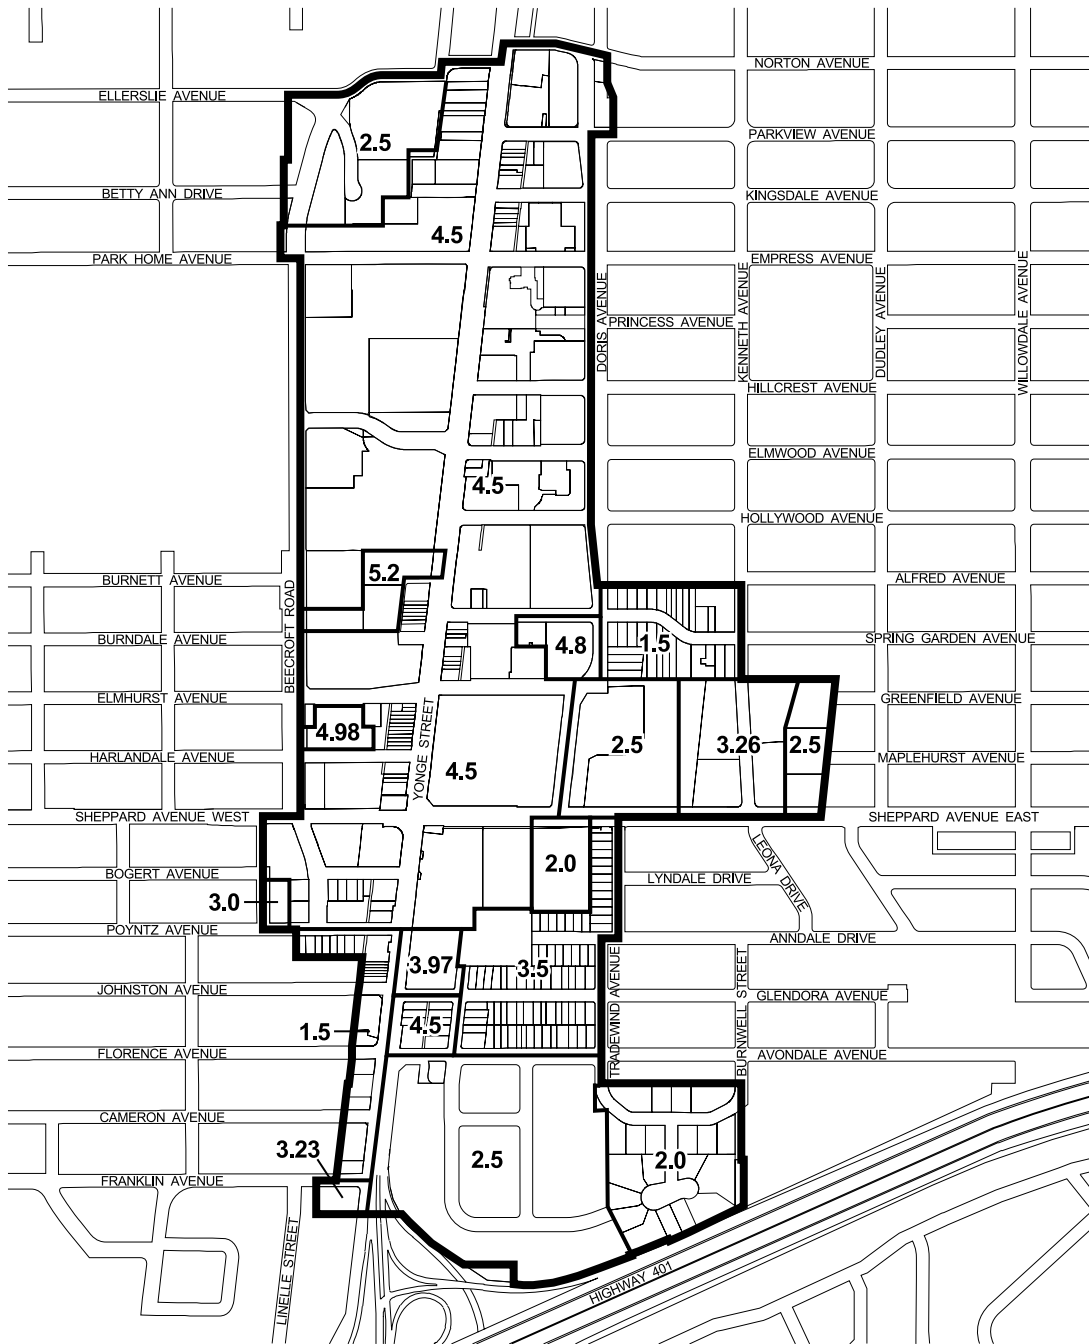 NORTON AVENUE
ELLERSLIE AVENUE
PARKVIEW AVENUE
2.5
BETTY ANN DRIVE
KINGSDALE AVENUE
4.5
PARK HOME AVENUE
EMPRESS AVENUE
DORIS AVENUE
KENNETH AVENUE
DUDLEY AVENUE
WILLOWDALE AVENUE
PRINCESS AVENUE
HILLCREST AVENUE
ELMWOOD AVENUE
4.5
HOLLYWOOD AVENUE
5.2
BURNETT AVENUE
ALFRED AVENUE
BEECROFT ROAD
BURNDALE AVENUE
4.8
1.5
SPRING GARDEN AVENUE
ELMHURST AVENUE
GREENFIELD AVENUE
4.98
YONGE STREET
2.5
3.26
2.5
HARLANDALE AVENUE
4.5
MAPLEHURST AVENUE
SHEPPARD AVENUE WEST
SHEPPARD AVENUE EAST
2.0
LEONA DRIVE
BOGERT AVENUE
LYNDALE DRIVE
3.0
POYNTZ AVENUE
ANNDALE DRIVE
3.97
3.5
TRADEWIND AVENUE
BURNWELL STREET
JOHNSTON AVENUE
GLENDORA AVENUE
1.5
4.5
FLORENCE AVENUE
AVONDALE AVENUE
CAMERON AVENUE
3.23
2.5
2.0
FRANKLIN AVENUE
LINELLE STREET
HIGHWAY 401